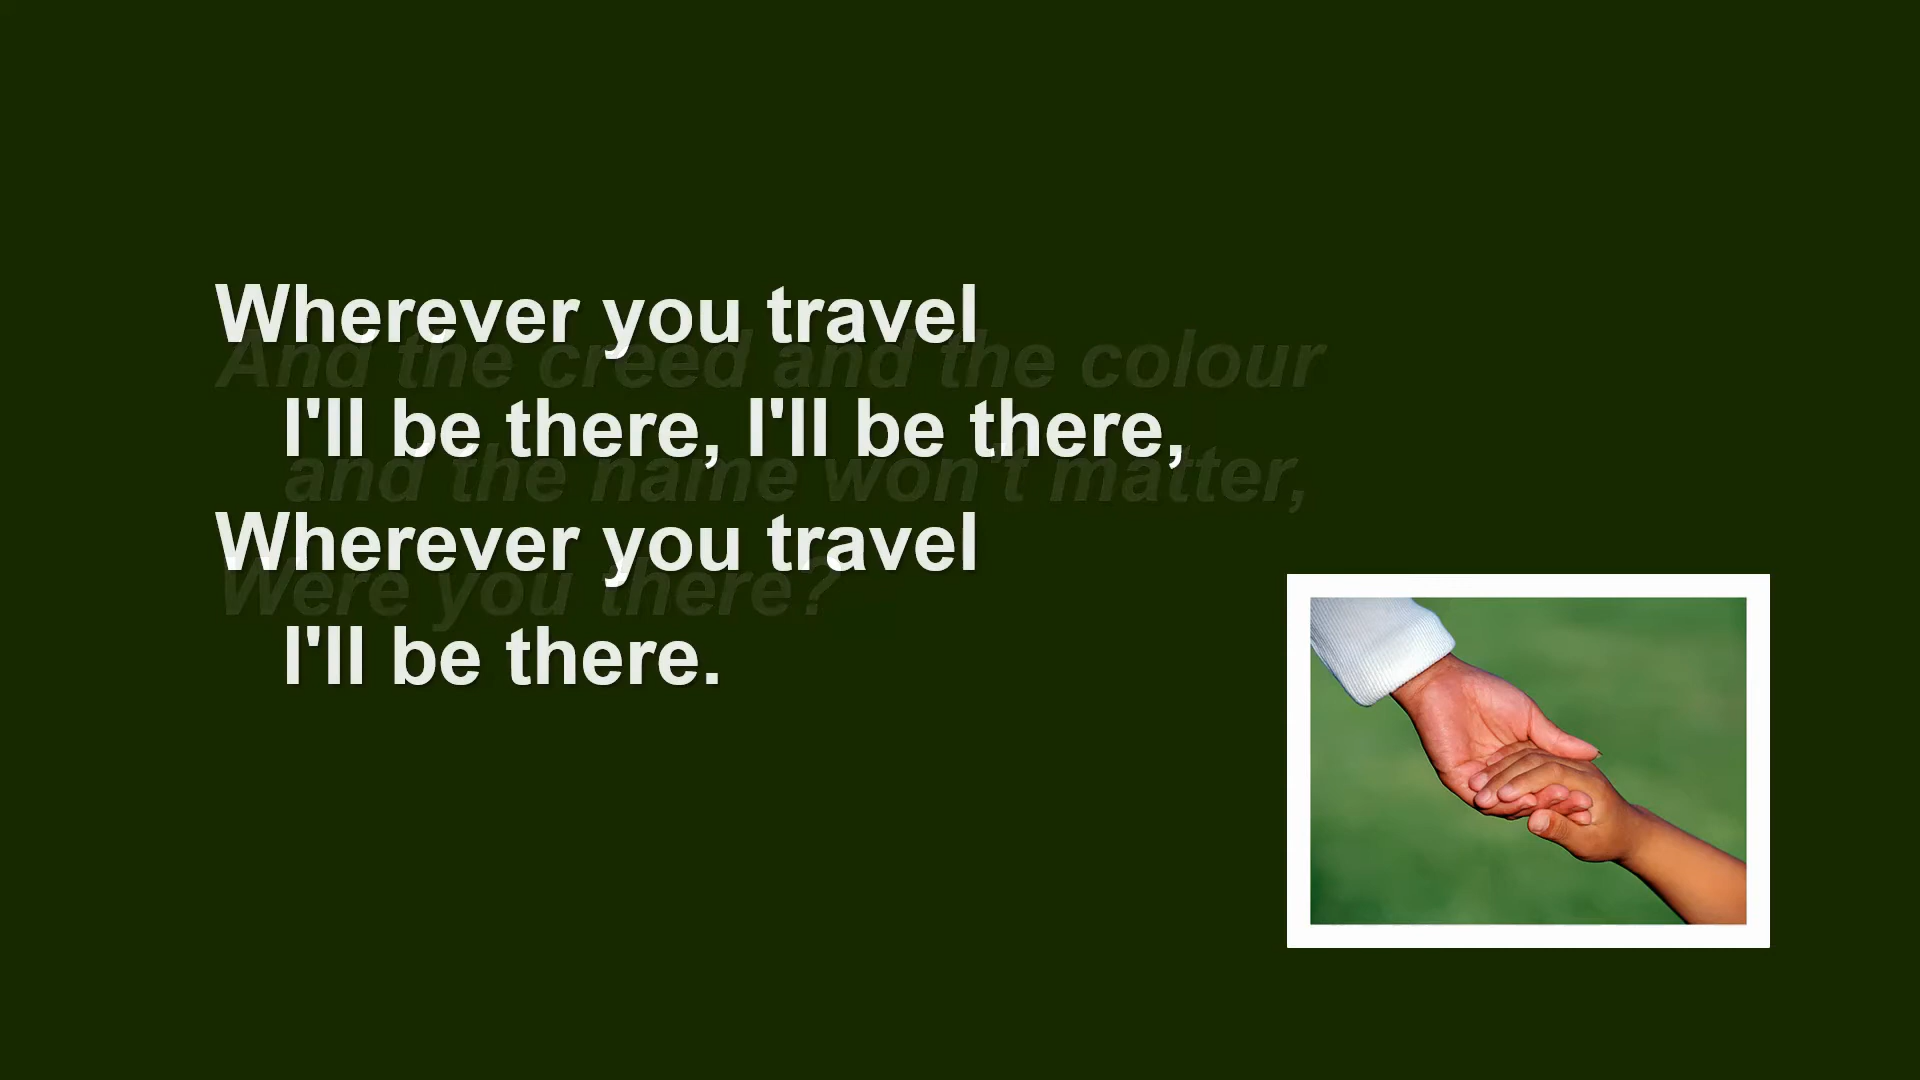 Wherever you travel
And the creed and the colour
I'll be there, I'll be there,
and the name won't matter,
Wherever you travel
Were you there?
I'll be there.